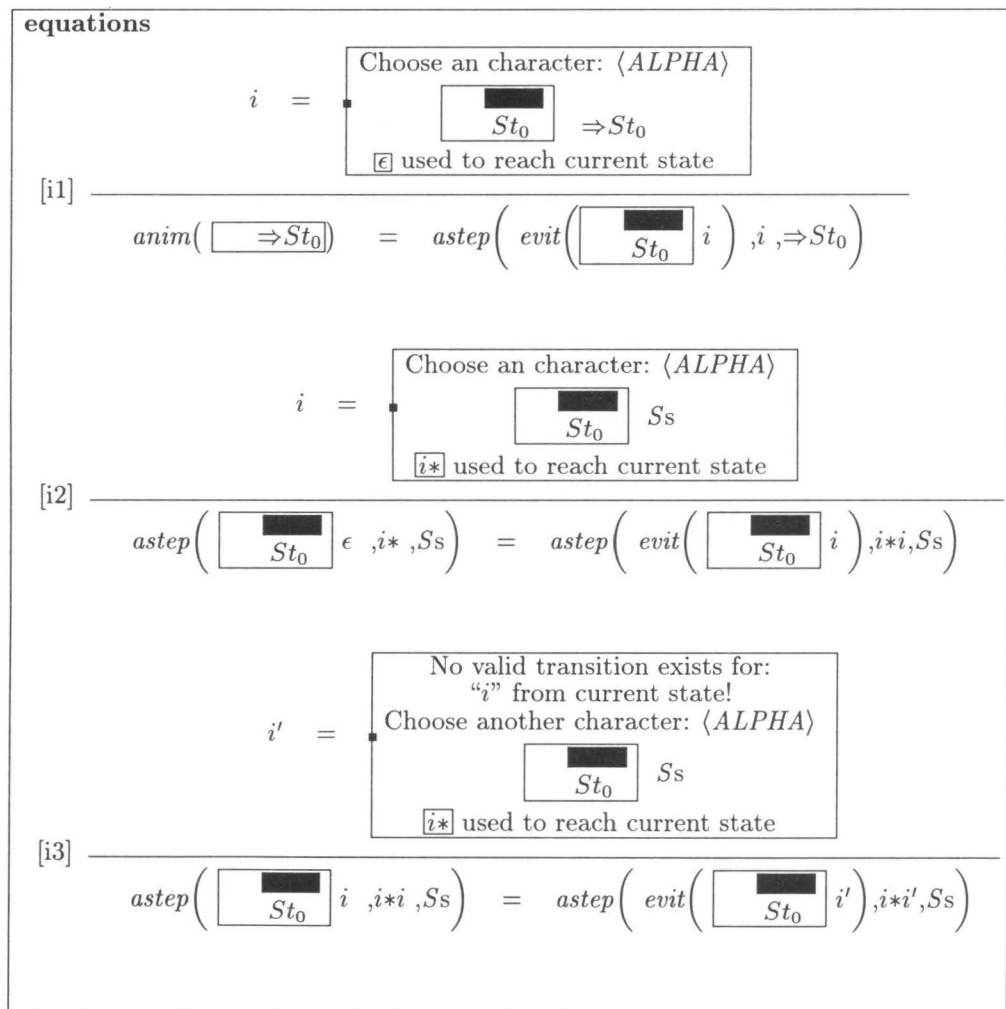 equations
Choose an character: ⟨ALPHA⟩
i = St₀ ⇒St₀
ϵ used to reach current state
[i1]
anim( ⇒St₀) = astep( evit( St₀ i ) ,i ,⇒St₀)
Choose an character: ⟨ALPHA⟩
i = St₀ Ss
i* used to reach current state
[i2]
astep( St₀ ϵ ,i* ,Ss) = astep( evit( St₀ i ),i*i,Ss)
No valid transition exists for:
“i” from current state!
Choose another character: ⟨ALPHA⟩
i′ = St₀ Ss
i* used to reach current state
[i3]
astep( St₀ i ,i*i ,Ss) = astep( evit( St₀ i′),i*i′,Ss)